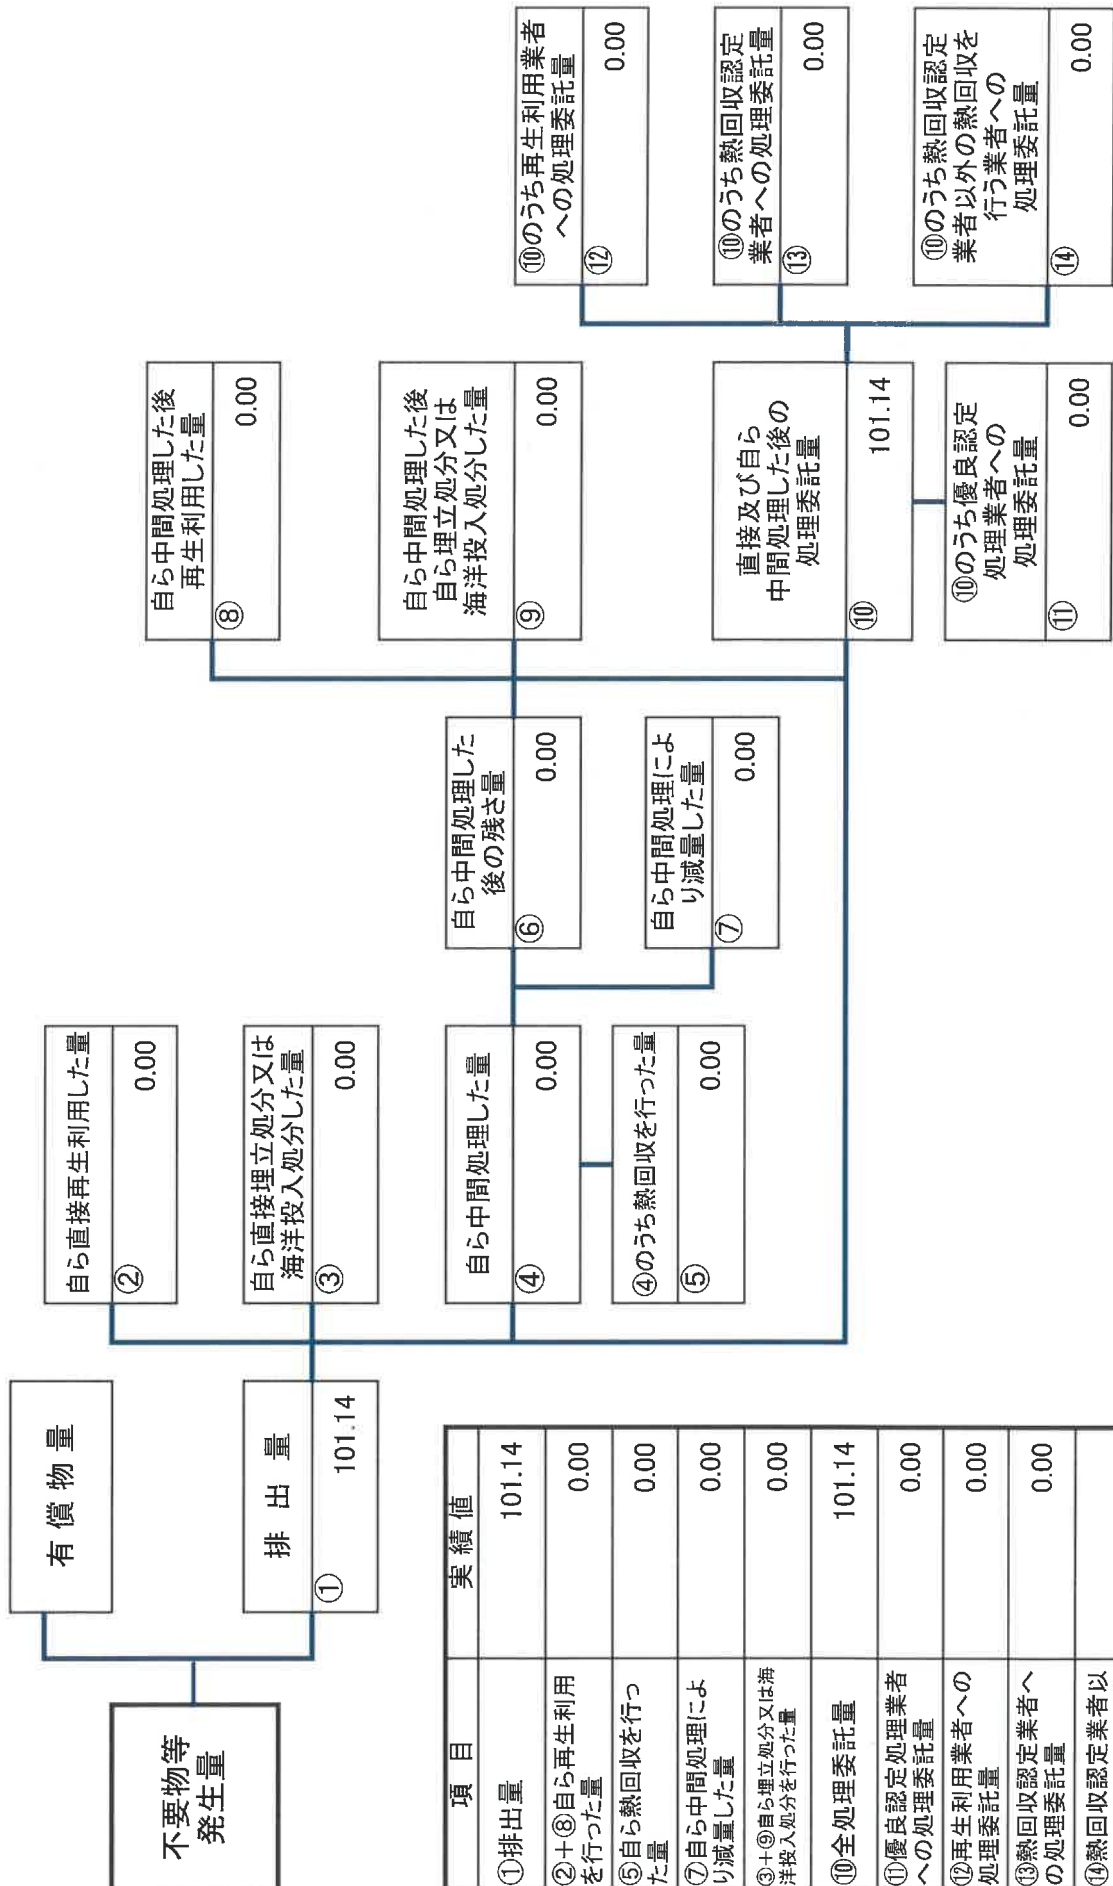 不要物等
発生量
有 償 物 量
排 出 量
①
101.14
自ら直接再生利用した量
②
0.00
自ら直接埋立処分又は
海洋投入処分した量
③
0.00
自ら中間処理した量
④
0.00
④のうち熱回収を行った量
⑤
0.00
自ら中間処理した
後の残さ量
⑥
0.00
自ら中間処理によ
り減量した量
⑦
0.00
自ら中間処理した後
再生利用した量
⑧
0.00
自ら中間処理した後
自ら埋立処分又は
海洋投入処分した量
⑨
0.00
直接及び自ら
中間処理した後の
処理委託量
⑩
101.14
⑩のうち優良認定
処理業者への
処理委託量
⑪
0.00
⑩のうち再生利用業者
への処理委託量
⑫
0.00
⑩のうち熱回収認定
業者への処理委託量
⑬
0.00
⑩のうち熱回収認定
業者以外の熱回収を
行う業者への
処理委託量
⑭
0.00
項 目
実 績 値
①排出量
101.14
②+⑧自ら再生利用
を行った量
0.00
⑤自ら熱回収を行っ
た量
0.00
⑦自ら中間処理によ
り減量した量
0.00
③+⑨自ら埋立処分又は海
洋投入処分を行った量
0.00
⑩全処理委託量
101.14
⑪優良認定処理業者
への処理委託量
0.00
⑫再生利用業者への
処理委託量
0.00
⑬熱回収認定業者へ
の処理委託量
0.00
⑭熱回収認定業者以